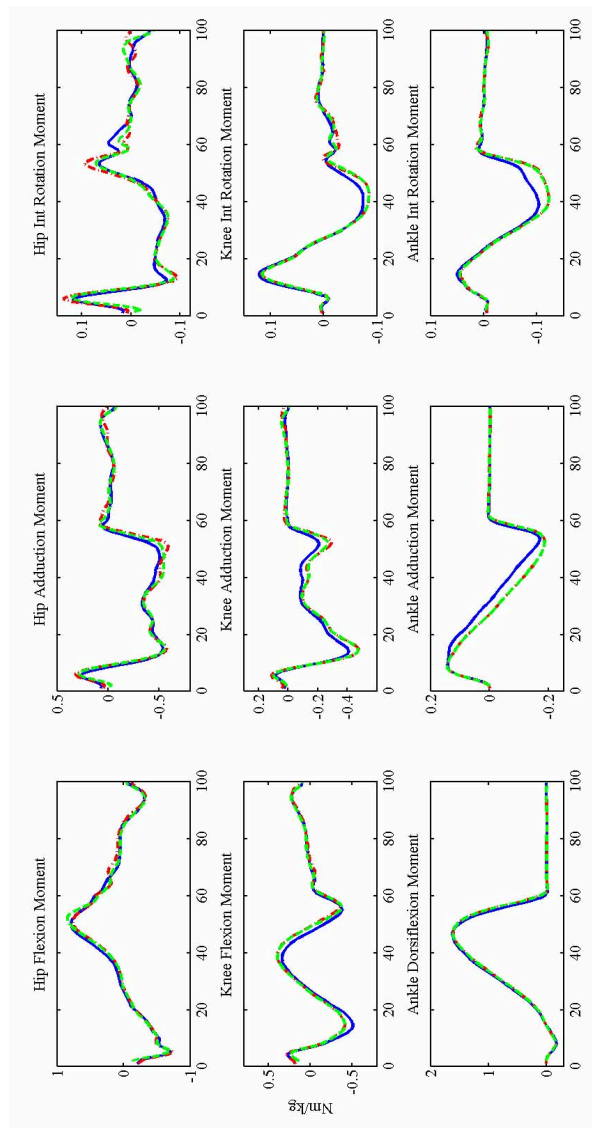 Hip Flexion Moment
1
0
-1
0 20 40 60 80 100
Hip Adduction Moment
0.5
0
-0.5
0 20 40 60 80 100
Hip Int Rotation Moment
0.1
0
-0.1
0 20 40 60 80 100
Nm/kg
Knee Flexion Moment
0.5
0
-0.5
0 20 40 60 80 100
Knee Adduction Moment
0.2
0
-0.2
-0.4
0 20 40 60 80 100
Knee Int Rotation Moment
0.1
0
-0.1
0 20 40 60 80 100
Ankle Dorsiflexion Moment
2
1
0
0 20 40 60 80 100
Ankle Adduction Moment
0.2
0
-0.2
0 20 40 60 80 100
Ankle Int Rotation Moment
0.1
0
-0.1
0 20 40 60 80 100